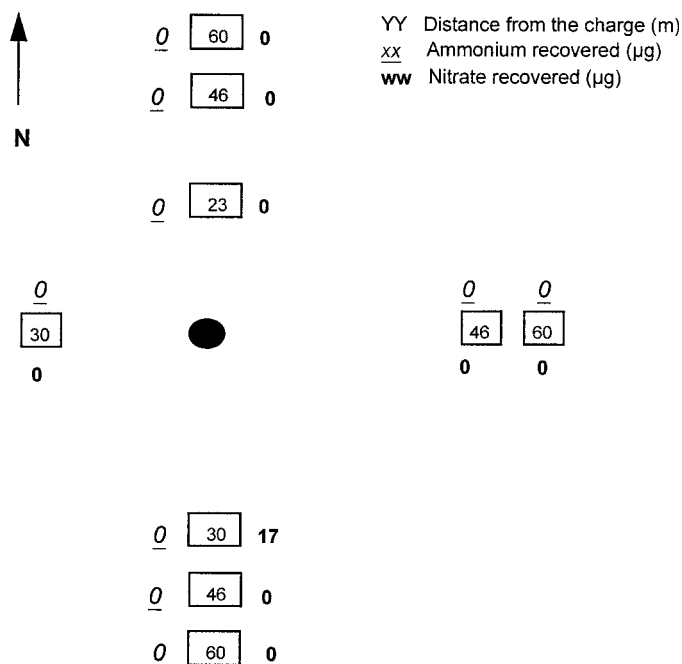 YY Distance from the charge (m)
xx Ammonium recovered (µg)
ww Nitrate recovered (µg)
N
0 60 0
0 46 0
0 23 0
0
30
0
0 0
46 60
0 0
0 30 17
0 46 0
0 60 0